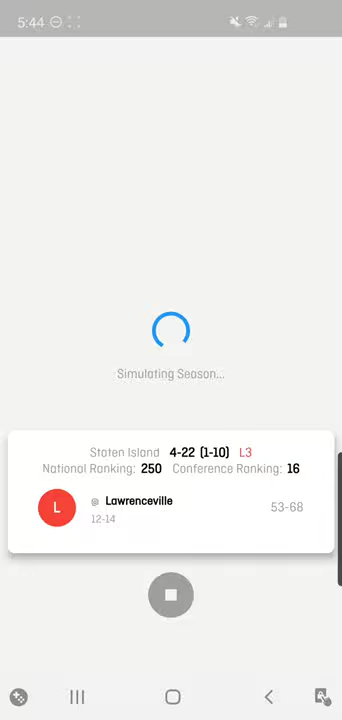 5:44
Simulating Season...
Staten Island 4-22 (1-10) L3
National Ranking: 250 Conference Ranking: 16
L @ Lawrenceville 53-68
12-14